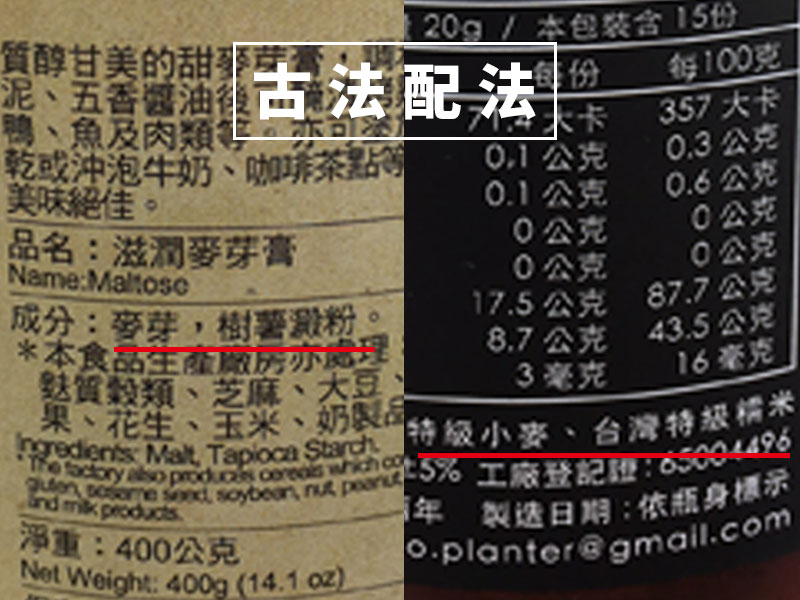 古法配法
質醇甘美的甜麥芽膏，
泥、五香醬油後
鴨、魚及肉類等。亦可塗
乾或沖泡牛奶、咖啡茶點等
美味絕佳。
品名：滋潤麥芽膏
Name:Maltose
成分：麥芽，樹薯澱粉。
＊本食品生產廠房亦處理
麩質穀類、芝麻、大豆、
果、花生、玉米、奶製品
Ingredients: Malt, Tapioca Starch.
*The factory also produces cereals which con
gluten, sesame seed, soybean, nut, peanut
and milk products.
淨重：400公克
Net Weight: 400g (14.1 oz)
20g / 本包裝含 15份
每份 每100克
71.4 大卡 357 大卡
0.1 公克 0.3 公克
0.1 公克 0.6 公克
0 公克 0 公克
0 公克 0 公克
17.5 公克 87.7 公克
8.7 公克 43.5 公克
3 毫克 16 毫克
特級小麥、台灣特級糯米
±5% 工廠登記證：65004496
年 製造日期：依瓶身標示
o.planter@gmail.com